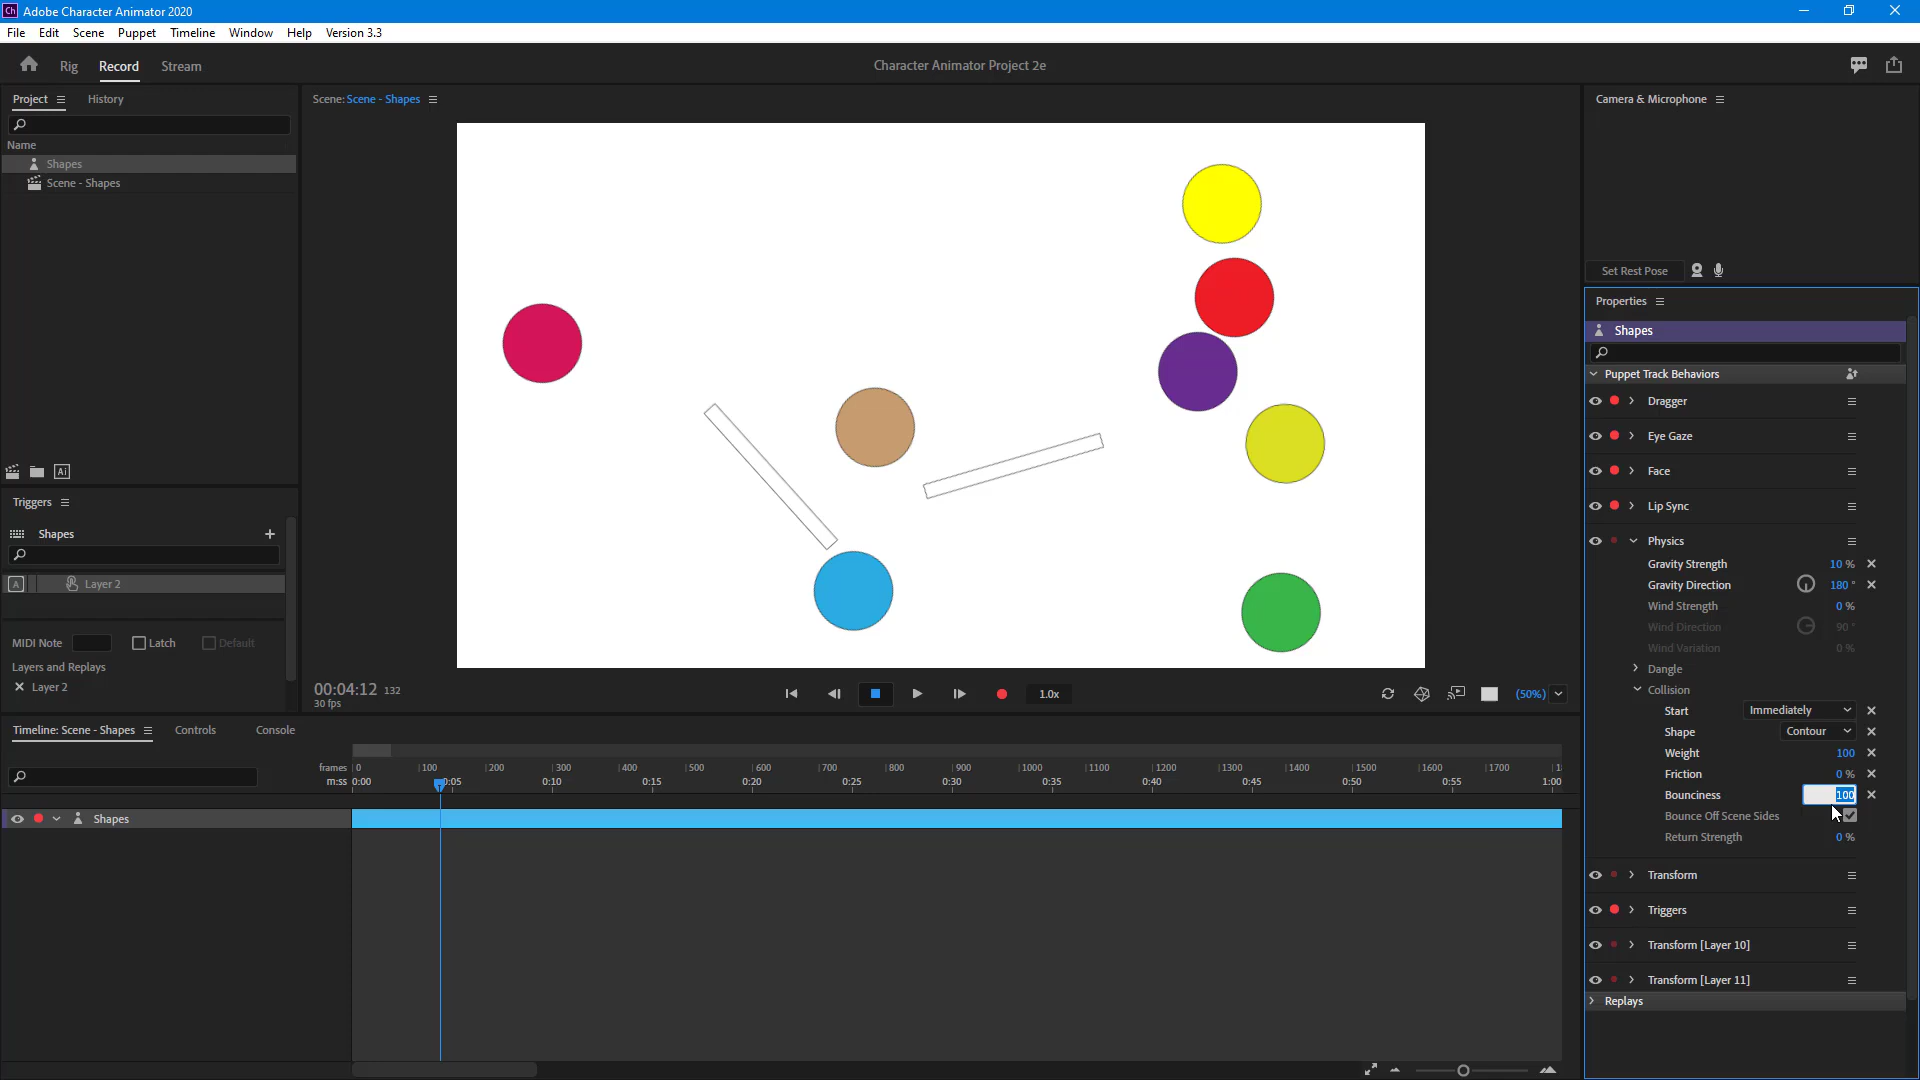 Ch Adobe Character Animator 2020
File Edit Scene Puppet Timeline Window Help Version 3.3
Rig Record Stream
Character Animator Project 2e
Project History
Name
Shapes
Scene - Shapes
Ai
Triggers
Shapes
A Layer 2
MIDI Note Latch Default
Layers and Replays
Layer 2
Scene: Scene - Shapes
00:04:12 132
30 fps
1.0x
(50%)
Camera & Microphone
Set Rest Pose
Properties
Shapes
Puppet Track Behaviors
Dragger
Eye Gaze
Face
Lip Sync
Physics
Gravity Strength 10 %
Gravity Direction 180 °
Wind Strength 0 %
Wind Direction 90 °
Wind Variation 0 %
Dangle
Collision
Start Immediately
Shape Contour
Weight 100
Friction 0 %
Bounciness 100
Bounce Off Scene Sides
Return Strength 0 %
Transform
Triggers
Transform [Layer 10]
Transform [Layer 11]
Replays
Timeline: Scene - Shapes Controls Console
frames 0 100 200 300 400 500 600 700 800 900 1000 1100 1200 1300 1400 1500 1600 1700
m:ss 0:00 0:05 0:10 0:15 0:20 0:25 0:30 0:35 0:40 0:45 0:50 0:55 1:00
Shapes